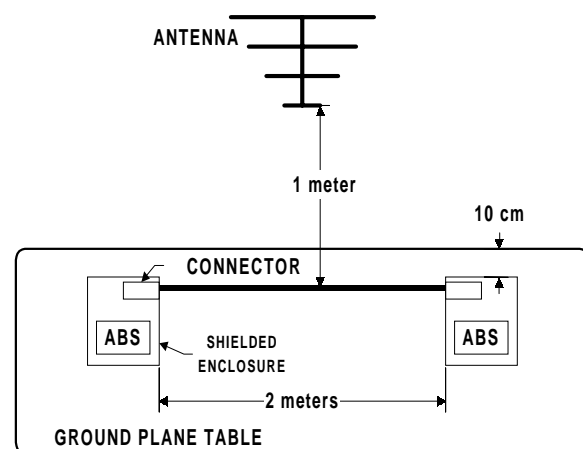 ANTENNA
1 meter
10 cm
CONNECTOR
ABS
SHIELDED
ENCLOSURE
ABS
2 meters
GROUND PLANE TABLE